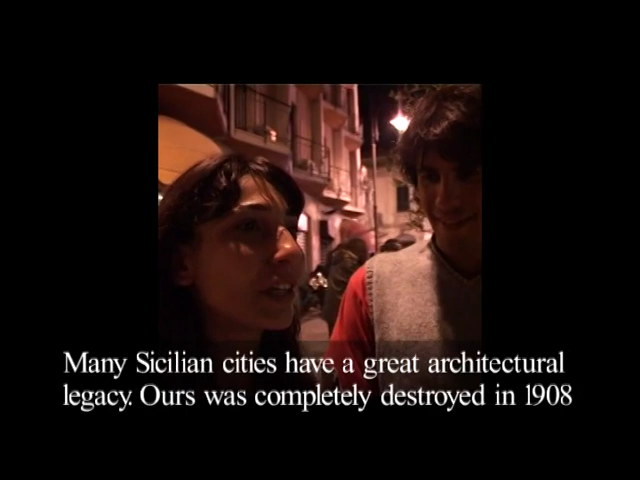 Many Sicilian cities have a great architectural
legacy. Ours was completely destroyed in 1908